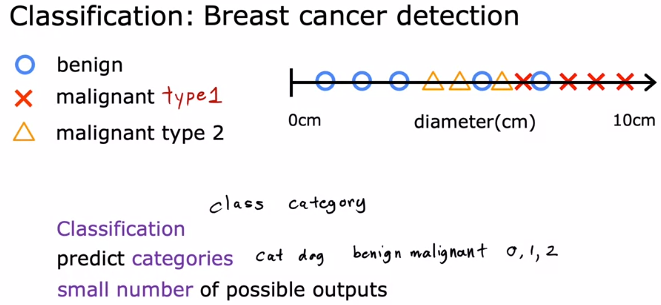 Classification: Breast cancer detection
benign
malignant type1
malignant type 2
0cm diameter(cm) 10cm
class category
Classification
predict categories cat dog benign malignant 0, 1, 2
small number of possible outputs